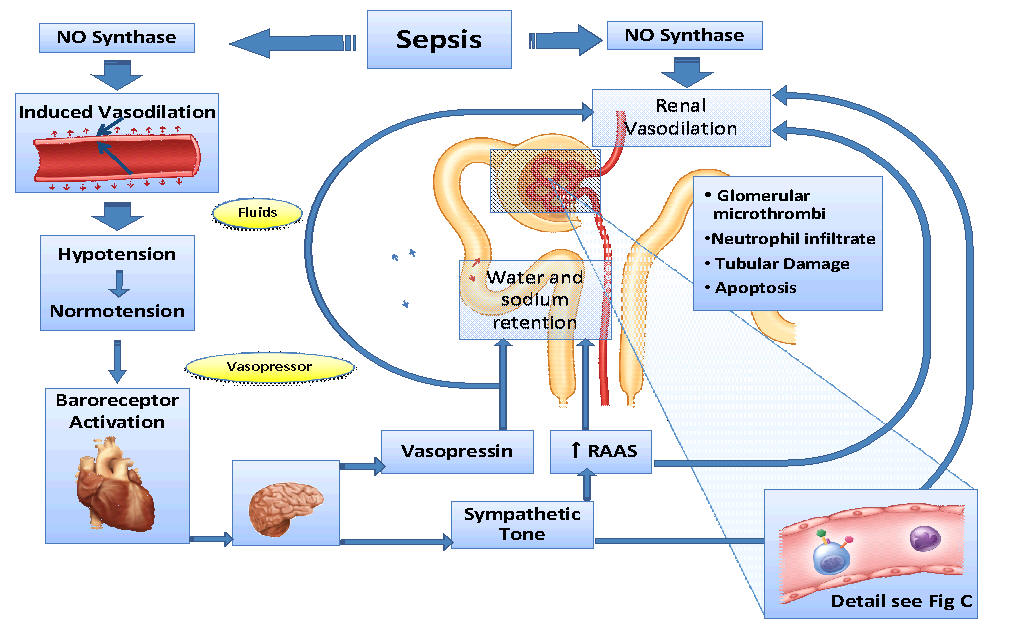 Sepsis
NO Synthase
NO Synthase
Induced Vasodilation
Renal
Vasodilation
• Glomerular
microthrombi
•Neutrophil infiltrate
• Tubular Damage
• Apoptosis
Fluids
Hypotension
Normotension
Water and
sodium
retention
Vasopressor
Baroreceptor
Activation
Vasopressin
↑ RAAS
Sympathetic
Tone
Detail see Fig C